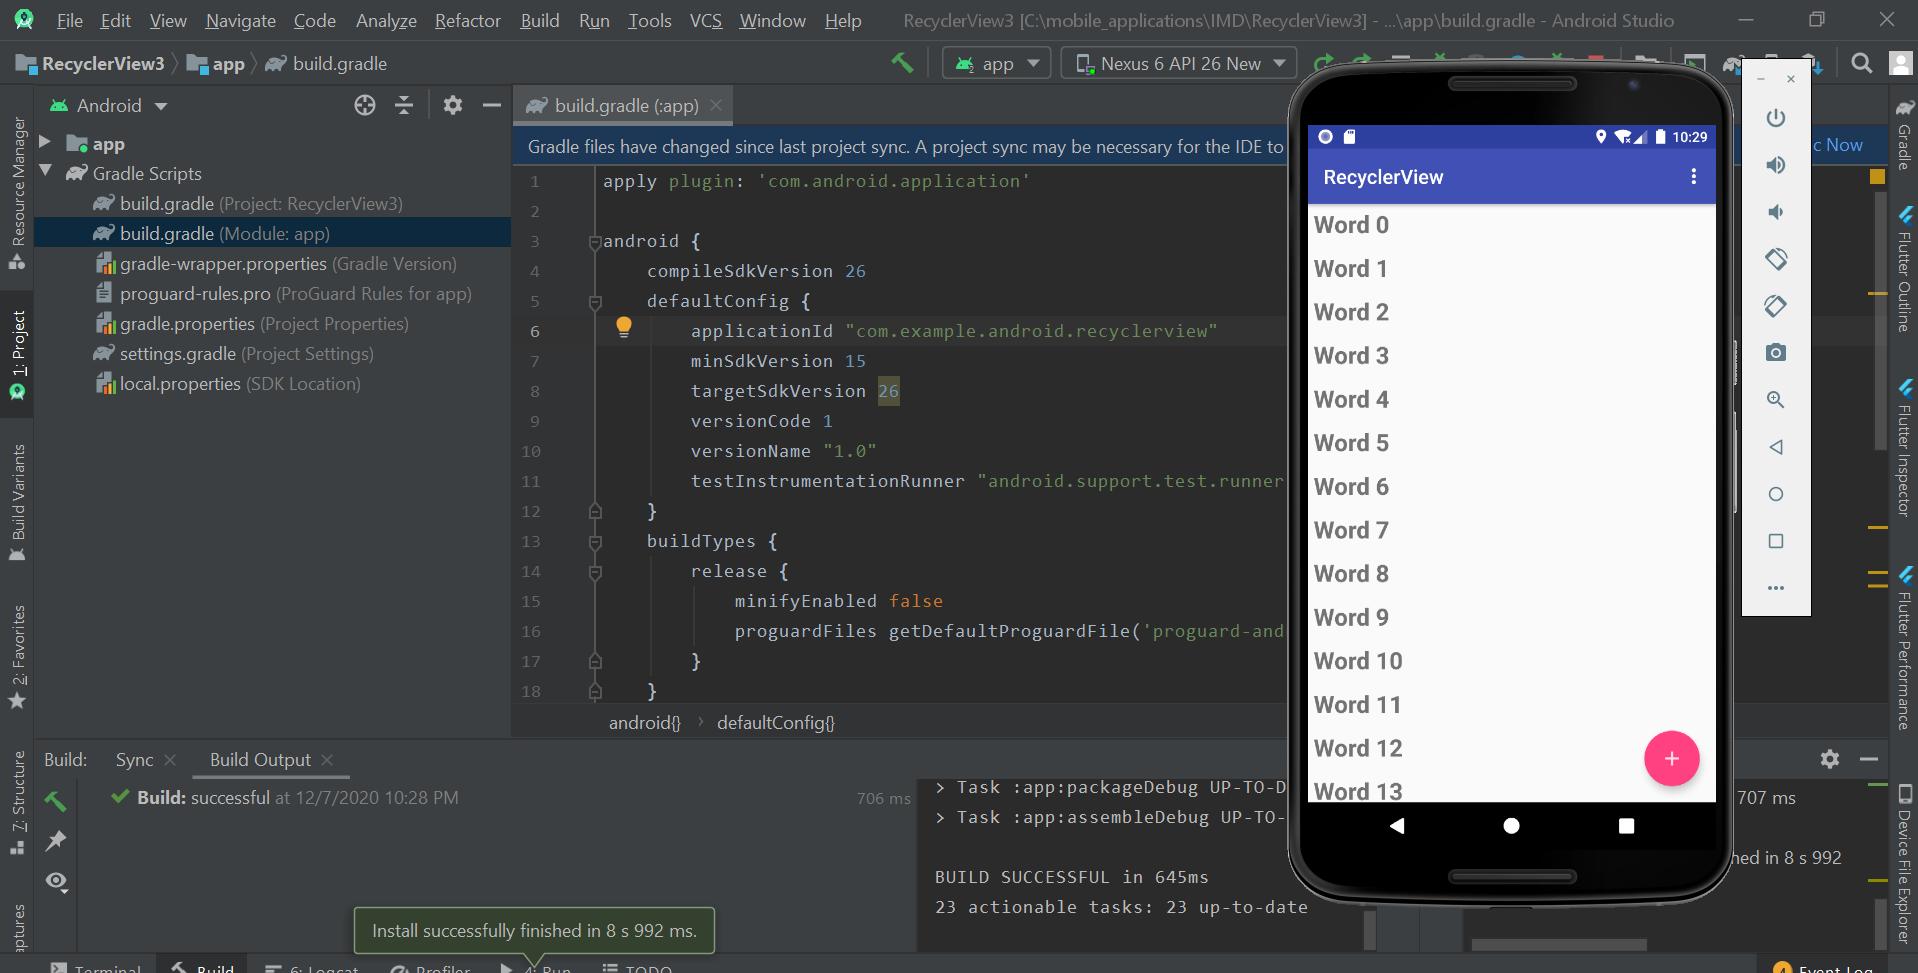 File Edit View Navigate Code Analyze Refactor Build Run Tools VCS Window Help RecyclerView3 [C:\mobile_applications\IMD\RecyclerView3] - ...\app\build.gradle - Android Studio
RecyclerView3 app build.gradle
app Nexus 6 API 26 New
Android
build.gradle (:app)
app
Gradle Scripts
build.gradle (Project: RecyclerView3)
build.gradle (Module: app)
gradle-wrapper.properties (Gradle Version)
proguard-rules.pro (ProGuard Rules for app)
gradle.properties (Project Properties)
settings.gradle (Project Settings)
local.properties (SDK Location)
Resource Manager
1: Project
Build Variants
2: Favorites
7: Structure
aptures
Gradle files have changed since last project sync. A project sync may be necessary for the IDE to
c Now
1 apply plugin: 'com.android.application'
2
3 android {
4 compileSdkVersion 26
5 defaultConfig {
6 applicationId "com.example.android.recyclerview"
7 minSdkVersion 15
8 targetSdkVersion 26
9 versionCode 1
10 versionName "1.0"
11 testInstrumentationRunner "android.support.test.runner
12 }
13 buildTypes {
14 release {
15 minifyEnabled false
16 proguardFiles getDefaultProguardFile('proguard-and
17 }
18 }
android{} defaultConfig{}
10:29
RecyclerView
Word 0
Word 1
Word 2
Word 3
Word 4
Word 5
Word 6
Word 7
Word 8
Word 9
Word 10
Word 11
Word 12
Word 13
Gradle
Flutter Outline
Flutter Inspector
Flutter Performance
Device File Explorer
Build: Sync Build Output
Build: successful at 12/7/2020 10:28 PM 706 ms
> Task :app:packageDebug UP-TO-D
> Task :app:assembleDebug UP-TO-
BUILD SUCCESSFUL in 645ms
23 actionable tasks: 23 up-to-date
707 ms
hed in 8 s 992
Install successfully finished in 8 s 992 ms.
Terminal Build 6: Logcat Profiler 4: Run TODO
4 Event Log